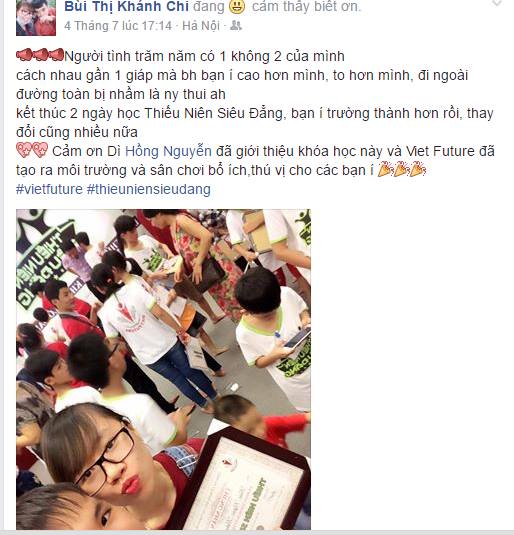 Bùi Thị Khánh Chi đang 😃 cảm thấy biết ơn.
4 Tháng 7 lúc 17:14 · Hà Nội ·
📣📣📣Người tình trăm năm có 1 không 2 của mình
cách nhau gần 1 giáp mà bh bạn í cao hơn mình, to hơn mình, đi ngoài
đường toàn bị nhầm là ny thui ah
kết thúc 2 ngày học Thiếu Niên Siêu Đẳng, bạn í trường thành hơn rồi, thay
đổi cũng nhiều nữa
💖💖 Cảm ơn Dì Hồng Nguyễn đã giới thiệu khóa học này và Viet Future đã
tạo ra môi trường và sân chơi bổ ích,thú vị cho các bạn í 🎉🎉🎉
#vietfuture #thieuniensieudang
THIẾU NIÊN